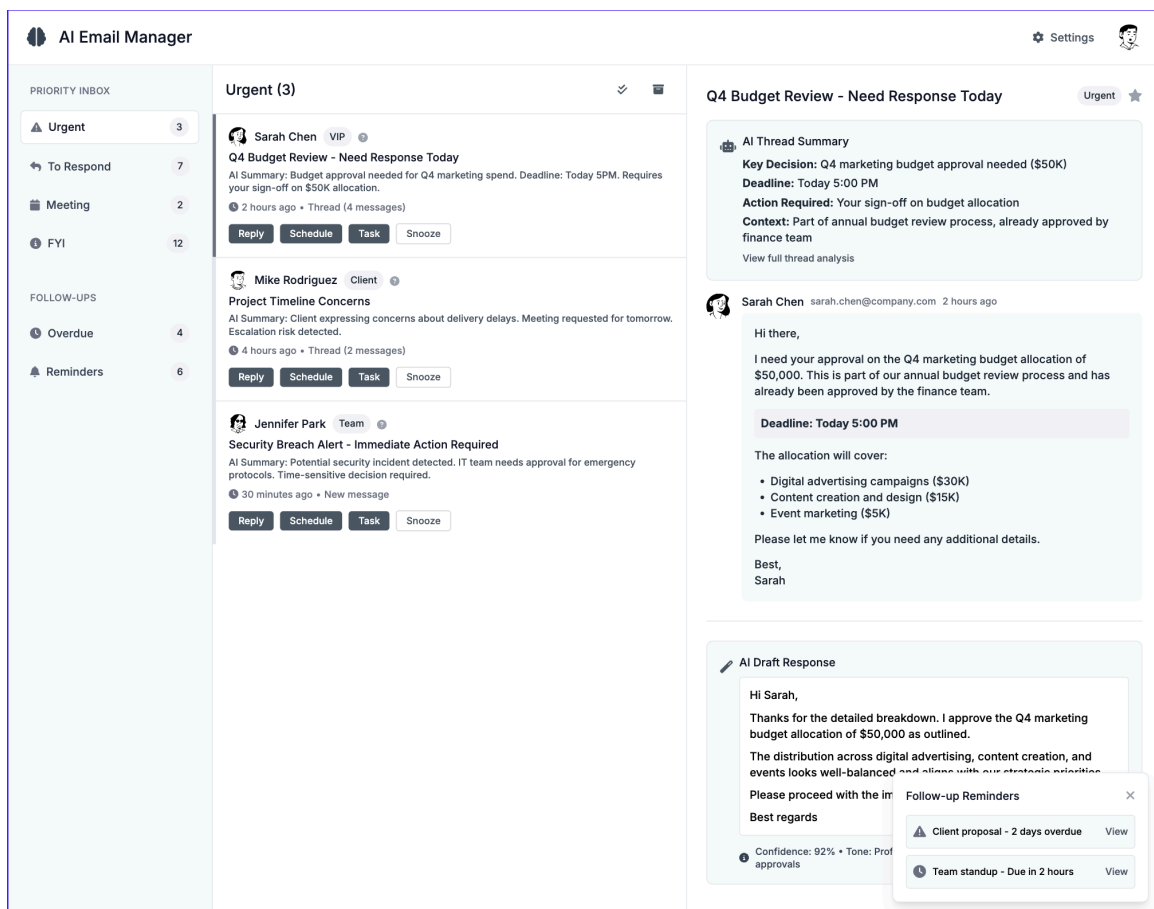 AI Email Manager
Settings
PRIORITY INBOX
Urgent 3
To Respond 7
Meeting 2
FYI 12
FOLLOW-UPS
Overdue 4
Reminders 6
Urgent (3)
Sarah Chen VIP ?
Q4 Budget Review - Need Response Today
AI Summary: Budget approval needed for Q4 marketing spend. Deadline: Today 5PM. Requires
your sign-off on $50K allocation.
2 hours ago • Thread (4 messages)
Reply Schedule Task Snooze
Mike Rodriguez Client ?
Project Timeline Concerns
AI Summary: Client expressing concerns about delivery delays. Meeting requested for tomorrow.
Escalation risk detected.
4 hours ago • Thread (2 messages)
Reply Schedule Task Snooze
Jennifer Park Team ?
Security Breach Alert - Immediate Action Required
AI Summary: Potential security incident detected. IT team needs approval for emergency
protocols. Time-sensitive decision required.
30 minutes ago • New message
Reply Schedule Task Snooze
Q4 Budget Review - Need Response Today Urgent
AI Thread Summary
Key Decision: Q4 marketing budget approval needed ($50K)
Deadline: Today 5:00 PM
Action Required: Your sign-off on budget allocation
Context: Part of annual budget review process, already approved by
finance team
View full thread analysis
Sarah Chen sarah.chen@company.com 2 hours ago
Hi there,
I need your approval on the Q4 marketing budget allocation of
$50,000. This is part of our annual budget review process and has
already been approved by the finance team.
Deadline: Today 5:00 PM
The allocation will cover:
• Digital advertising campaigns ($30K)
• Content creation and design ($15K)
• Event marketing ($5K)
Please let me know if you need any additional details.
Best,
Sarah
AI Draft Response
Hi Sarah,
Thanks for the detailed breakdown. I approve the Q4 marketing
budget allocation of $50,000 as outlined.
The distribution across digital advertising, content creation, and
events looks well-balanced and aligns with our strategic priorities
Please proceed with the
Best regards
Confidence: 92% • Tone:
approvals
Follow-up Reminders
Client proposal - 2 days overdue View
Team standup - Due in 2 hours View